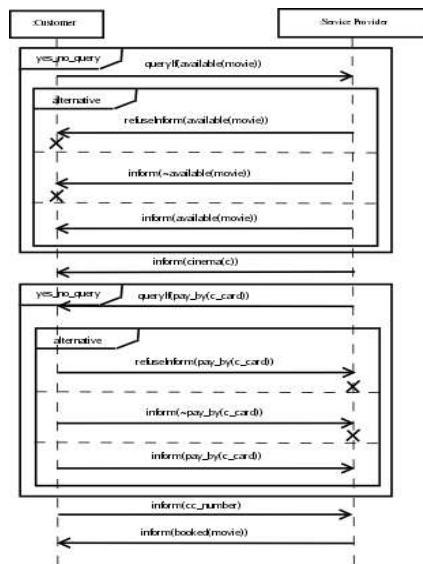 :Customer
:Service Provider
yes_no_query
queryIf(available(movie))
alternative
refuseInform(available(movie))
inform(~available(movie))
inform(available(movie))
inform(cinema(c))
yes_no_query
queryIf(pay_by(c_card))
alternative
refuseInform(pay_by(c_card))
inform(~pay_by(c_card))
inform(pay_by(c_card))
inform(cc_number)
inform(booked(movie))